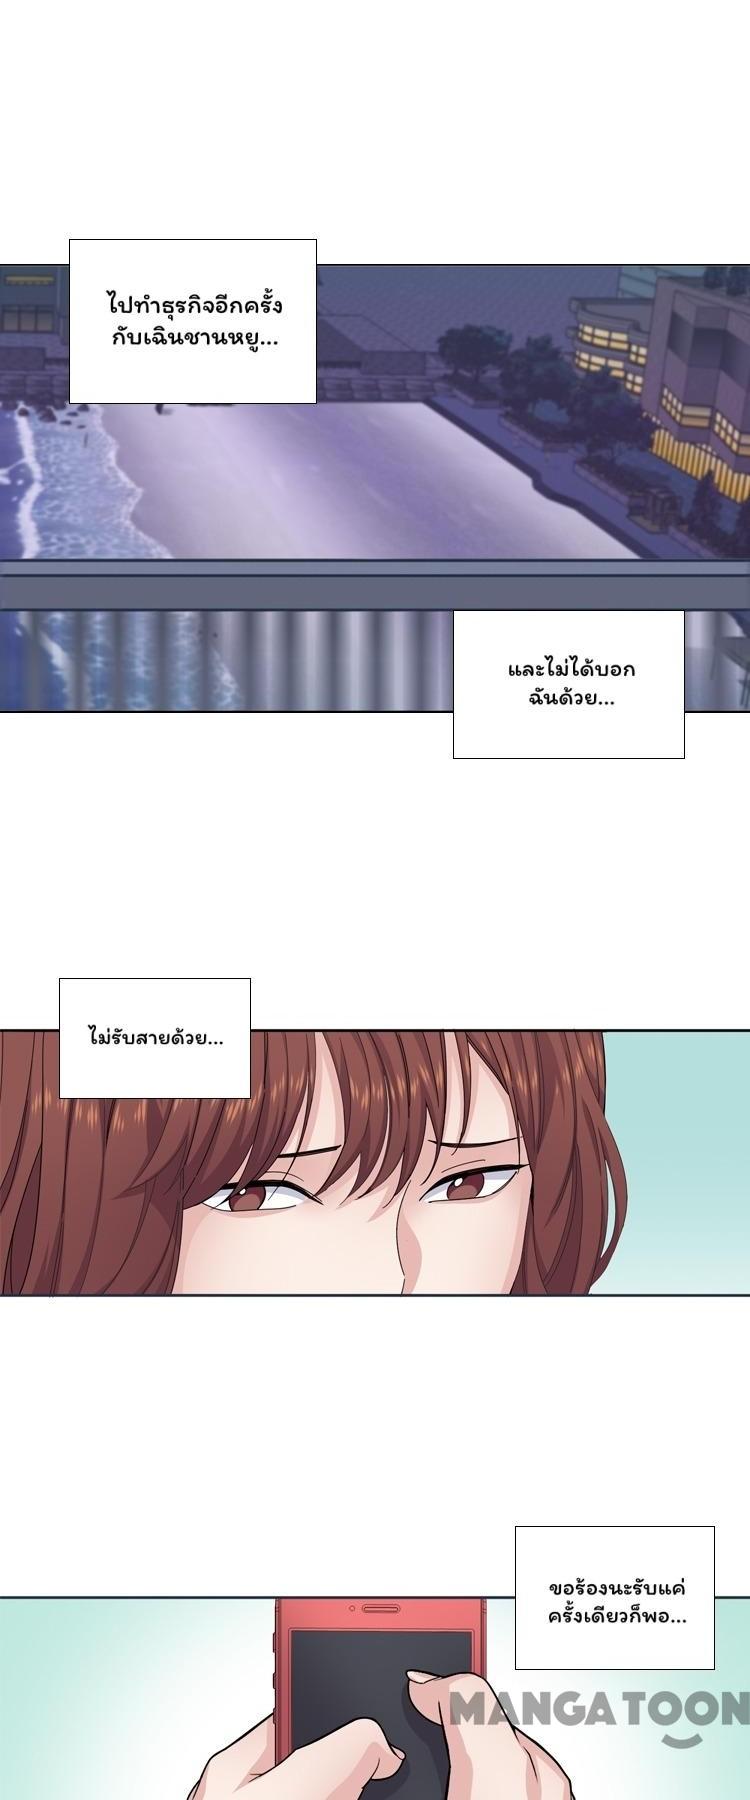 ไปทำธุรกิจอีกครั้ง
กับเฉินชานหยู...
และไม่ได้บอก
ฉันด้วย...
ไม่รับสายด้วย...
ขอร้องนะรับแค่
ครั้งเดียวก็พอ...
MANGATOON